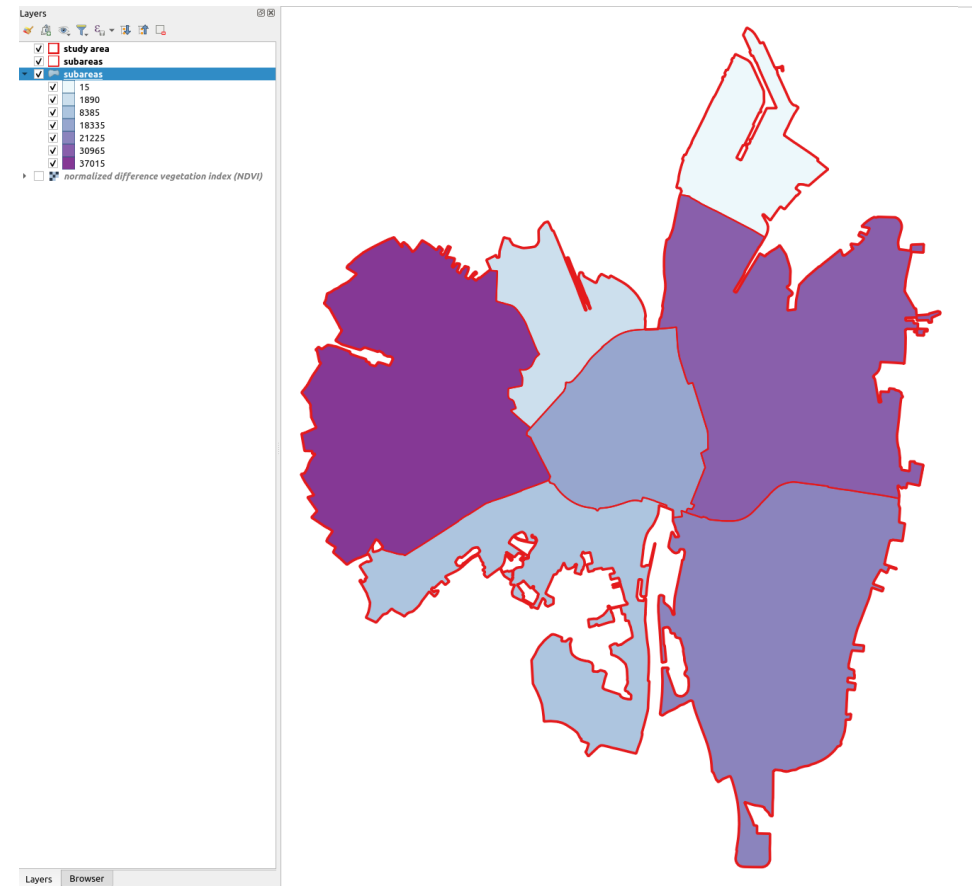 Layers
study area
subareas
subareas
15
1890
8385
18335
21225
30965
37015
normalized difference vegetation index (NDVI)
Layers Browser